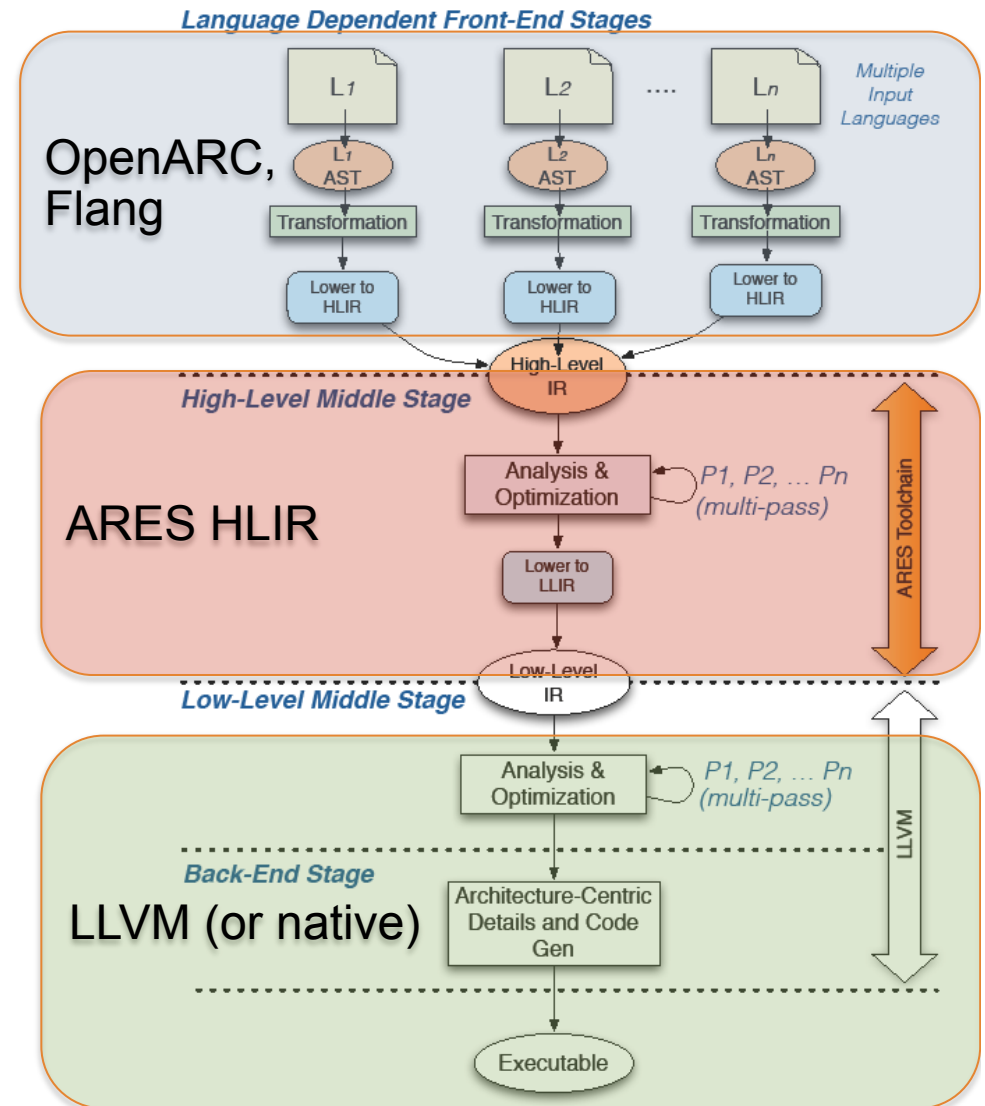 Language Dependent Front-End Stages
L1
L2
....
Ln
Multiple
Input
Languages
OpenARC,
Flang
L1
AST
L2
AST
Ln
AST
Transformation
Transformation
Transformation
Lower to
HLIR
Lower to
HLIR
Lower to
HLIR
High-Level
IR
High-Level Middle Stage
Analysis &
Optimization
P1, P2, ... Pn
(multi-pass)
ARES HLIR
ARES Toolchain
Lower to
LLIR
Low-Level
IR
Low-Level Middle Stage
Analysis &
Optimization
P1, P2, ... Pn
(multi-pass)
LLVM
Back-End Stage
LLVM (or native)
Architecture-Centric
Details and Code
Gen
Executable